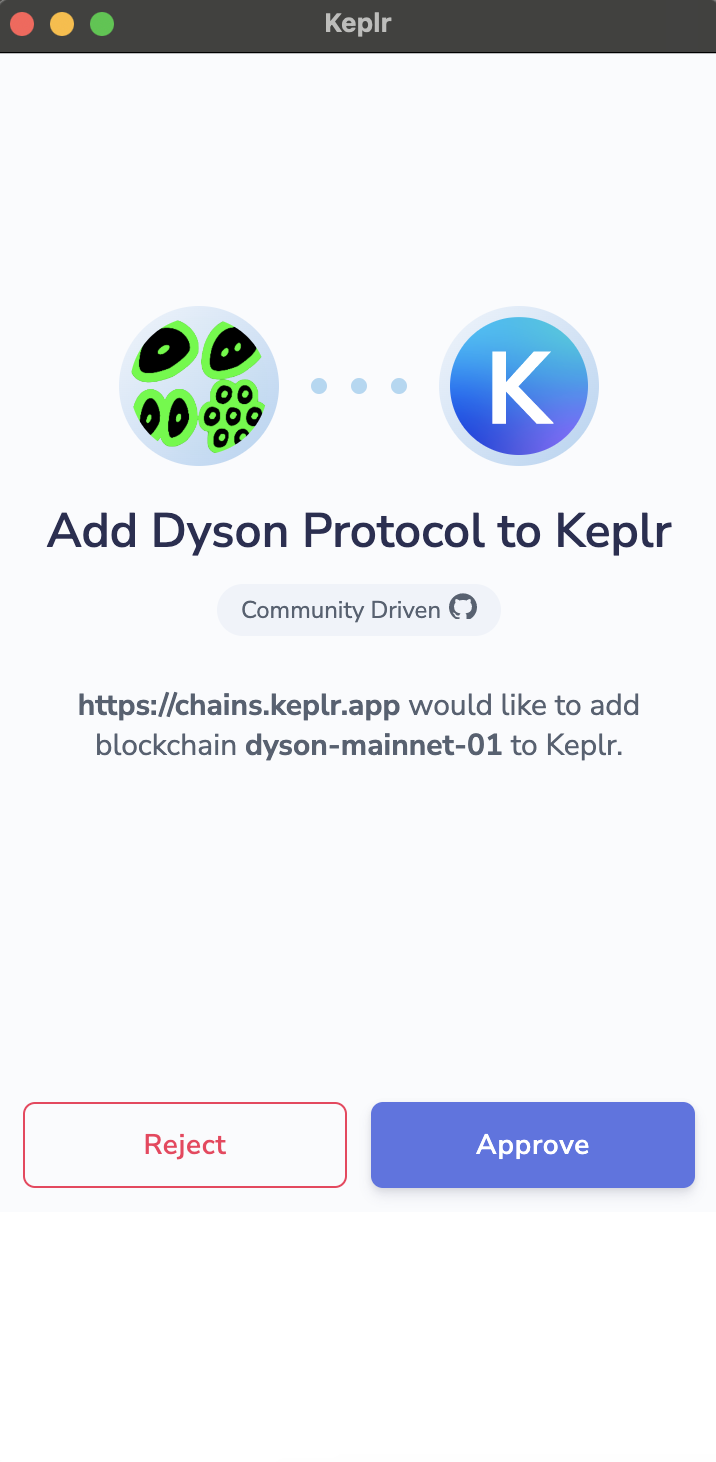 Keplr
K
Add Dyson Protocol to Keplr
Community Driven
https://chains.keplr.app would like to add
blockchain dyson-mainnet-01 to Keplr.
Reject
Approve